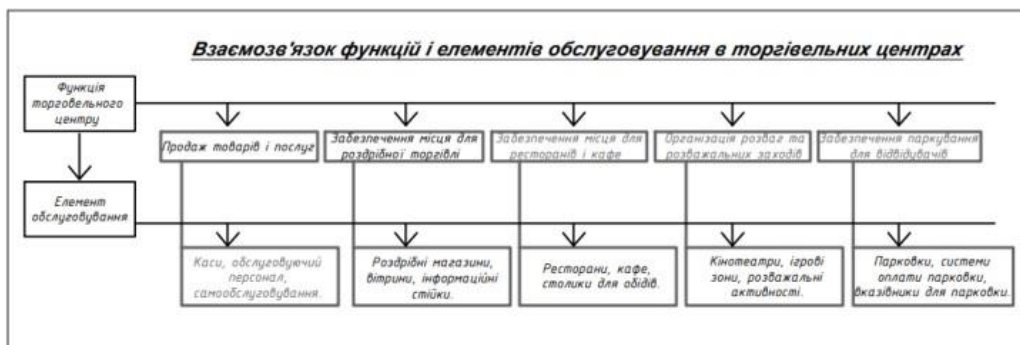 Взаємозв'язок функцій і елементів обслуговування в торгівельних центрах
Функція
торговельного
центру
Продаж товарів і послуг
Забезпечення місця для
роздрібної торгівлі
Забезпечення місця для
ресторанів і кафе
Організація розваг та
розважальних заходів
Забезпечення паркування
для відвідувачів
Елемент
обслуговування
Каси, обслуговуючий
персонал,
самообслуговування.
Роздрібні магазини,
вітрини, інформаційні
стійки.
Ресторани, кафе,
столики для обідів.
Кінотеатри, ігрові
зони, розважальні
активності.
Парковки, системи
оплати парковки,
вказівники для парковки.